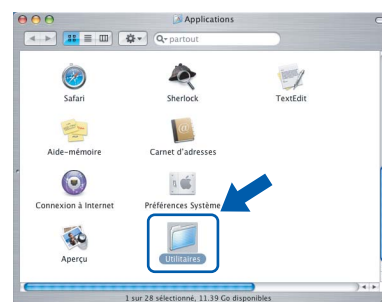 Applications
partout
Safari
Sherlock
TextEdit
Aide-mémoire
Carnet d'adresses
Connexion à Internet
Préférences Système
Aperçu
Utilitaires
1 sur 28 sélectionné, 11,39 Go disponibles